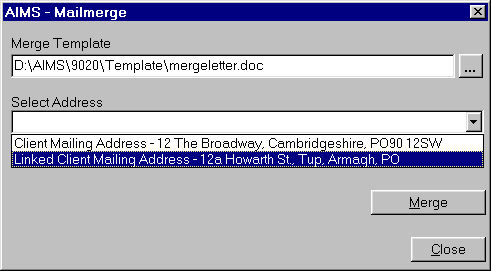 AIMS - Mailmerge
Merge Template
D:\AIMS\9020\Template\mergeletter.doc
...
Select Address
Client Mailing Address - 12 The Broadway, Cambridgeshire, PO90 12SW
Linked Client Mailing Address - 12a Howarth St., Tup, Armagh, PO
Merge
Close